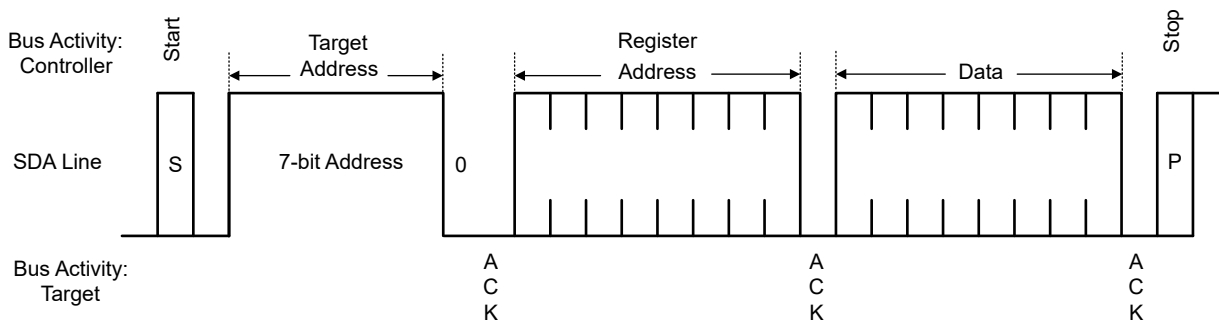 Bus Activity:
Controller
Start
Target
Address
Register
Address
Data
Stop
SDA Line
S
7-bit Address
0
P
Bus Activity:
Target
A
C
K
A
C
K
A
C
K